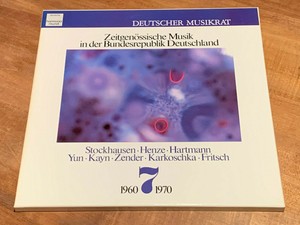 DEUTSCHER MUSIKRAT
Zeitgenössische Musik
in der Bundesrepublik Deutschland
Stockhausen · Henze · Hartmann
Yun · Kayn · Zender · Karkoschka · Fritsch
1960 7 1970